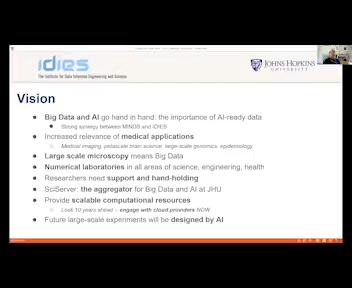 idies
The Institute for Data Intensive Engineering and Science
JOHNS HOPKINS
UNIVERSITY
Vision
Big Data and AI go hand in hand: the importance of AI-ready data
Strong synergy between MINDS and IDIES
Increased relevance of medical applications
Medical imaging, petascale brain science, large-scale genomics, epidemiology
Large scale microscopy means Big Data
Numerical laboratories in all areas of science, engineering, health
Researchers need support and hand-holding
SciServer: the aggregator for Big Data and AI at JHU
Provide scalable computational resources
Look 10 years ahead – engage with cloud providers NOW
Future large-scale experiments will be designed by AI